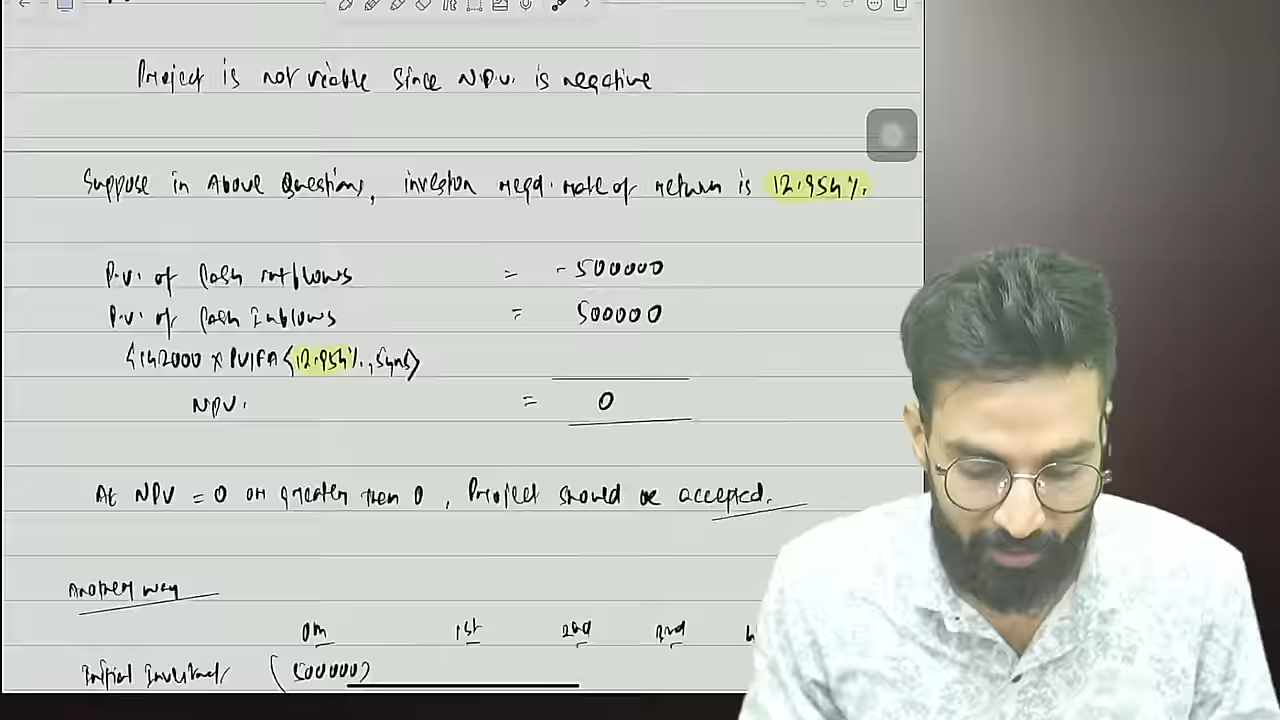 Project is not viable Since N.P.V. is negative
Suppose in Above Questions, investor reqd. rate of return is 12.954%.
P.V. of Cash outflows = -500000
P.V. of Cash Inflows = 500000
{142000 x PVIFA {12.954%, 5yrs}
NPV. = 0
At NPV = 0 or greater then 0, Project should be accepted.
Another way
0th 1st 2nd 3rd
Initial Investment (500000)